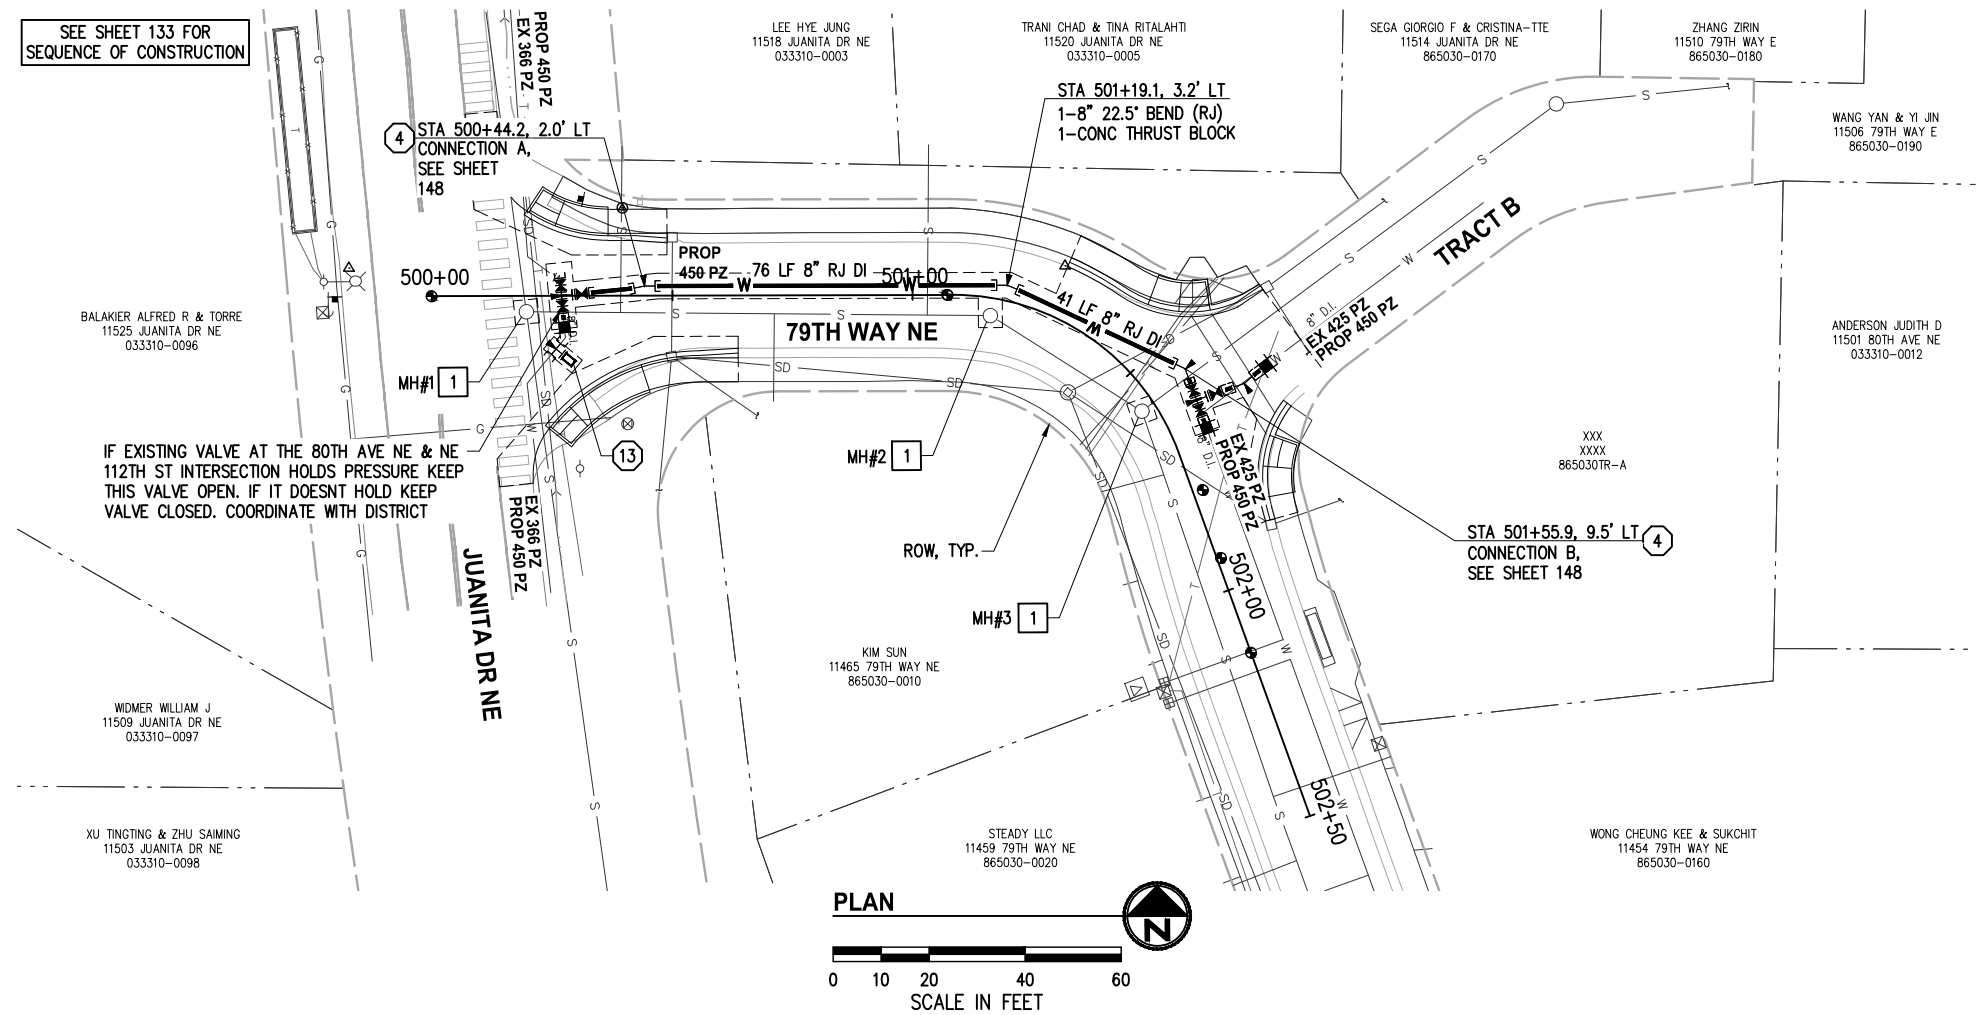 SEE SHEET 133 FOR
SEQUENCE OF CONSTRUCTION
PROP 450 PZ
EX 366 PZ
LEE HYE JUNG
11518 JUANITA DR NE
033310-0003
TRANI CHAD & TINA RITALAHTI
11520 JUANITA DR NE
033310-0005
SEGA GIORGIO F & CRISTINA-TTE
11514 JUANITA DR NE
865030-0170
ZHANG ZIRIN
11510 79TH WAY E
865030-0180
WANG YAN & YI JIN
11506 79TH WAY E
865030-0190
4
STA 500+44.2, 2.0' LT
CONNECTION A,
SEE SHEET
148
STA 501+19.1, 3.2' LT
1-8" 22.5° BEND (RJ)
1-CONC THRUST BLOCK
TRACT B
500+00
PROP
450 PZ
76 LF 8" RJ DI
501+00
41 LF 8" RJ DI
8" D.I.
EX 425 PZ
PROP 450 PZ
79TH WAY NE
BALAKIER ALFRED R & TORRE
11525 JUANITA DR NE
033310-0096
ANDERSON JUDITH D
11501 80TH AVE NE
033310-0012
MH#1 1
MH#2 1
13
IF EXISTING VALVE AT THE 80TH AVE NE & NE
112TH ST INTERSECTION HOLDS PRESSURE KEEP
THIS VALVE OPEN. IF IT DOESNT HOLD KEEP
VALVE CLOSED. COORDINATE WITH DISTRICT
EX 366 PZ
PROP 450 PZ
EX 425 PZ
PROP 450 PZ
8" D.I.
XXX
XXXX
865030TR-A
ROW, TYP.
STA 501+55.9, 9.5' LT
CONNECTION B,
SEE SHEET 148
4
JUANITA DR NE
502+00
MH#3 1
KIM SUN
11465 79TH WAY NE
865030-0010
WIDMER WILLIAM J
11509 JUANITA DR NE
033310-0097
502+50
XU TINGTING & ZHU SAIMING
11503 JUANITA DR NE
033310-0098
STEADY LLC
11459 79TH WAY NE
865030-0020
WONG CHEUNG KEE & SUKCHIT
11454 79TH WAY NE
865030-0160
PLAN
N
0 10 20 40 60
SCALE IN FEET